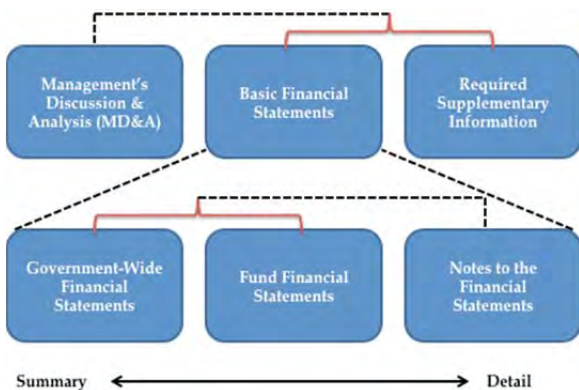 Management's
Discussion &
Analysis (MD&A)
Basic Financial
Statements
Required
Supplementary
Information
Government-Wide
Financial
Statements
Fund Financial
Statements
Notes to the
Financial
Statements
Summary
Detail